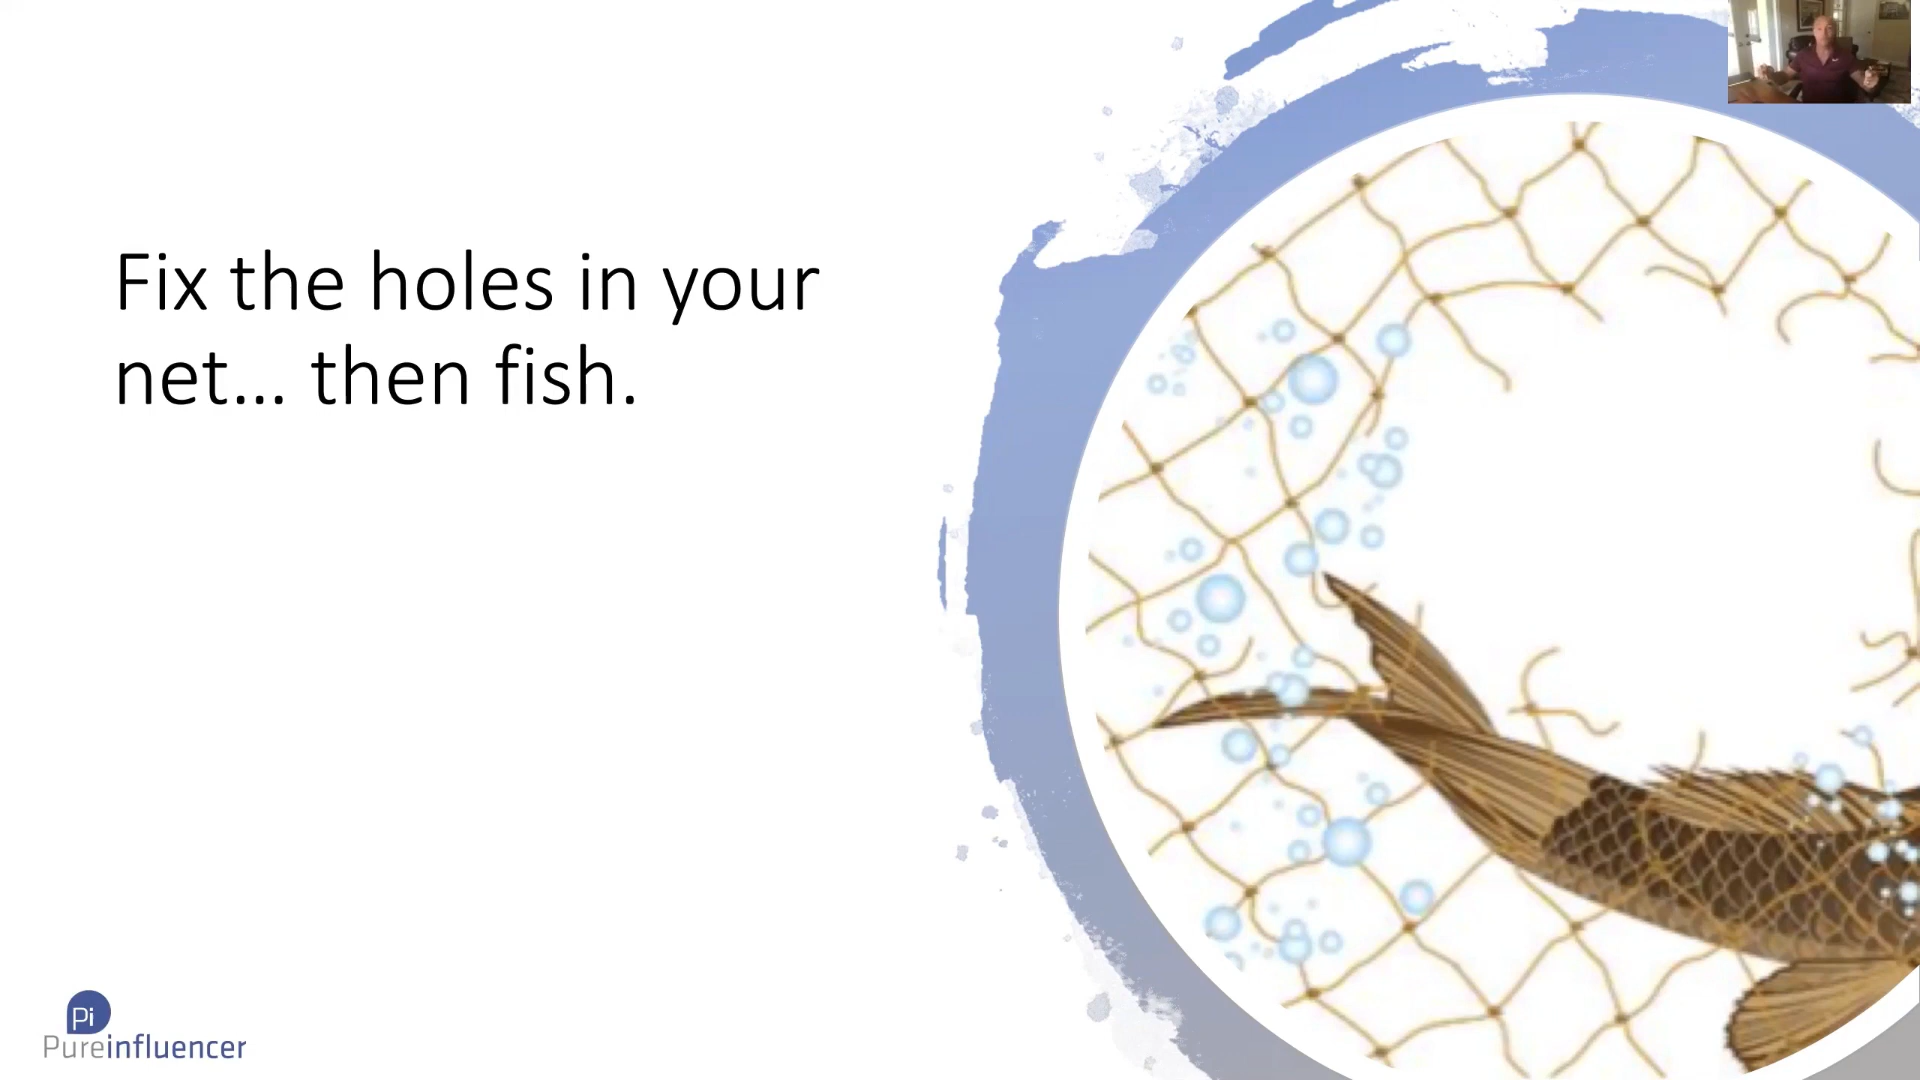 Fix the holes in your
net... then fish.
Pi
Pureinfluencer